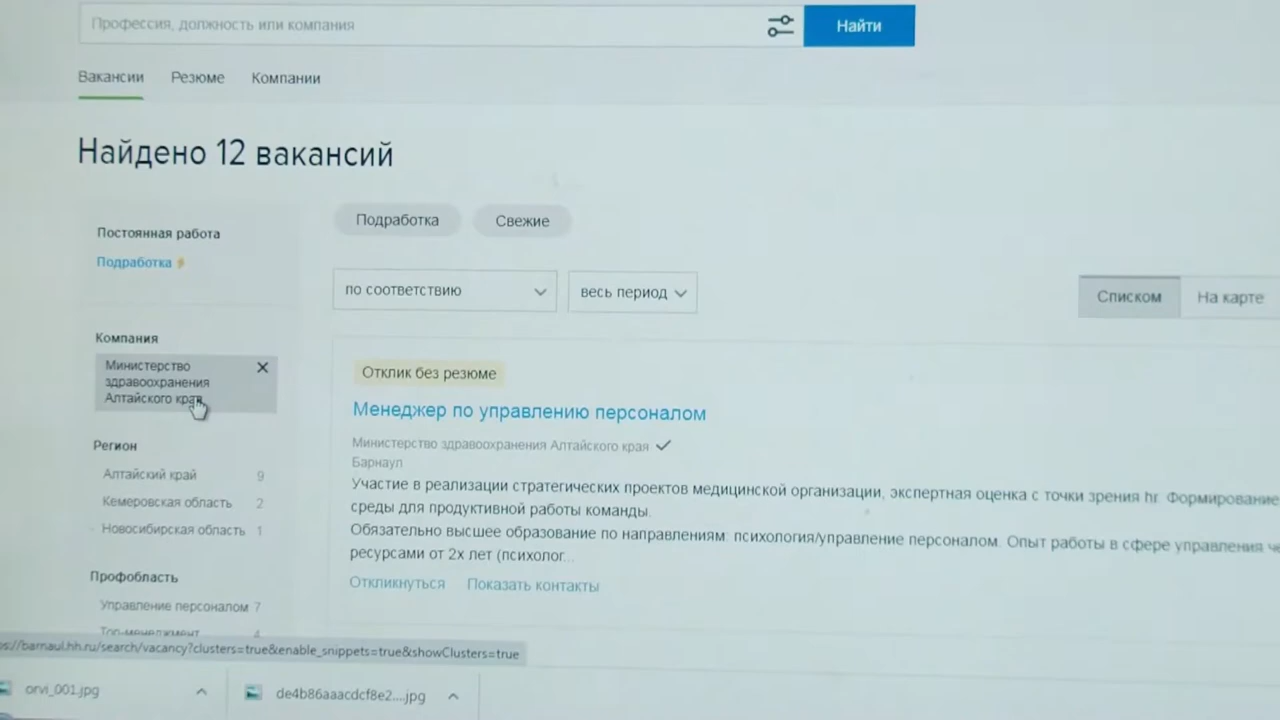 Профессия, должность или компания
Найти
Вакансии Резюме Компании
Найдено 12 вакансий
Постоянная работа
Подработка
Компания
Министерство
здравоохранения
Алтайского края
Регион
Алтайский край 9
Кемеровская область 2
Новосибирская область 1
Профобласть
Управление персоналом 7
Топ-менеджмент 4
Подработка Свежие
по соответствию весь период
Списком На карте
Отклик без резюме
Менеджер по управлению персоналом
Министерство здравоохранения Алтайского края
Барнаул
Участие в реализации стратегических проектов медицинской организации, экспертная оценка с точки зрения hr. Формирование
среды для продуктивной работы команды.
Обязательно высшее образование по направлениям: психология/управление персоналом. Опыт работы в сфере управления че
ресурсами от 2х лет (психолог...
Откликнуться Показать контакты
ps://barnaul.hh.ru/search/vacancy?clusters=true&enable_snippets=true&showClusters=true
orvi_001.jpg de4b86aaacdcf8e2....jpg